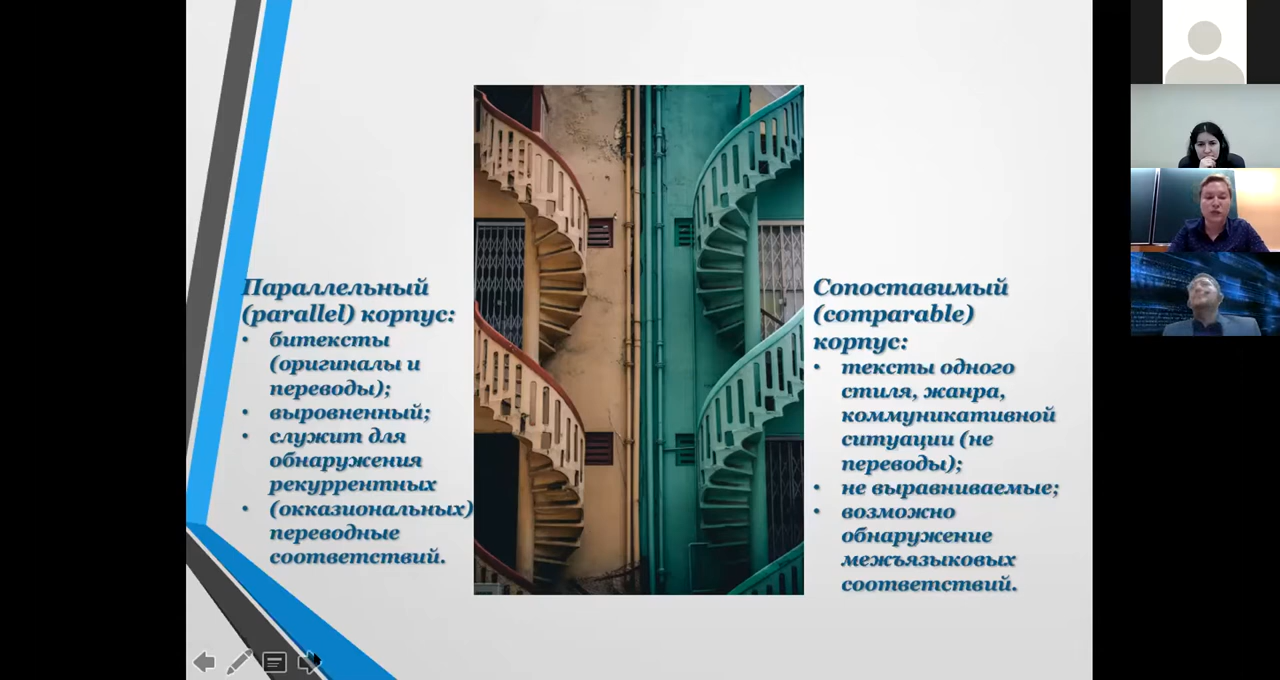 Параллельный
(parallel) корпус:
• битексты
(оригиналы и
переводы);
• выровненный;
• служит для
обнаружения
рекуррентных
• (окказиональных)
переводные
соответствий.
Сопоставимый
(comparable)
корпус:
• тексты одного
стиля, жанра,
коммуникативной
ситуации (не
переводы);
• не выравниваемые;
• возможно
обнаружение
межъязыковых
соответствий.